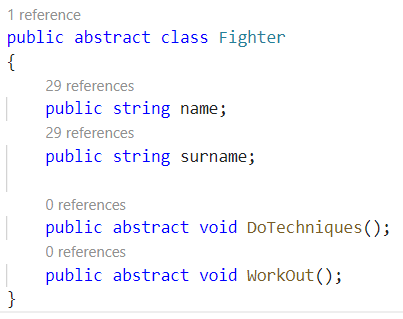 1 reference
public abstract class Fighter
{
29 references
public string name;
29 references
public string surname;
0 references
public abstract void DoTechniques();
0 references
public abstract void WorkOut();
}